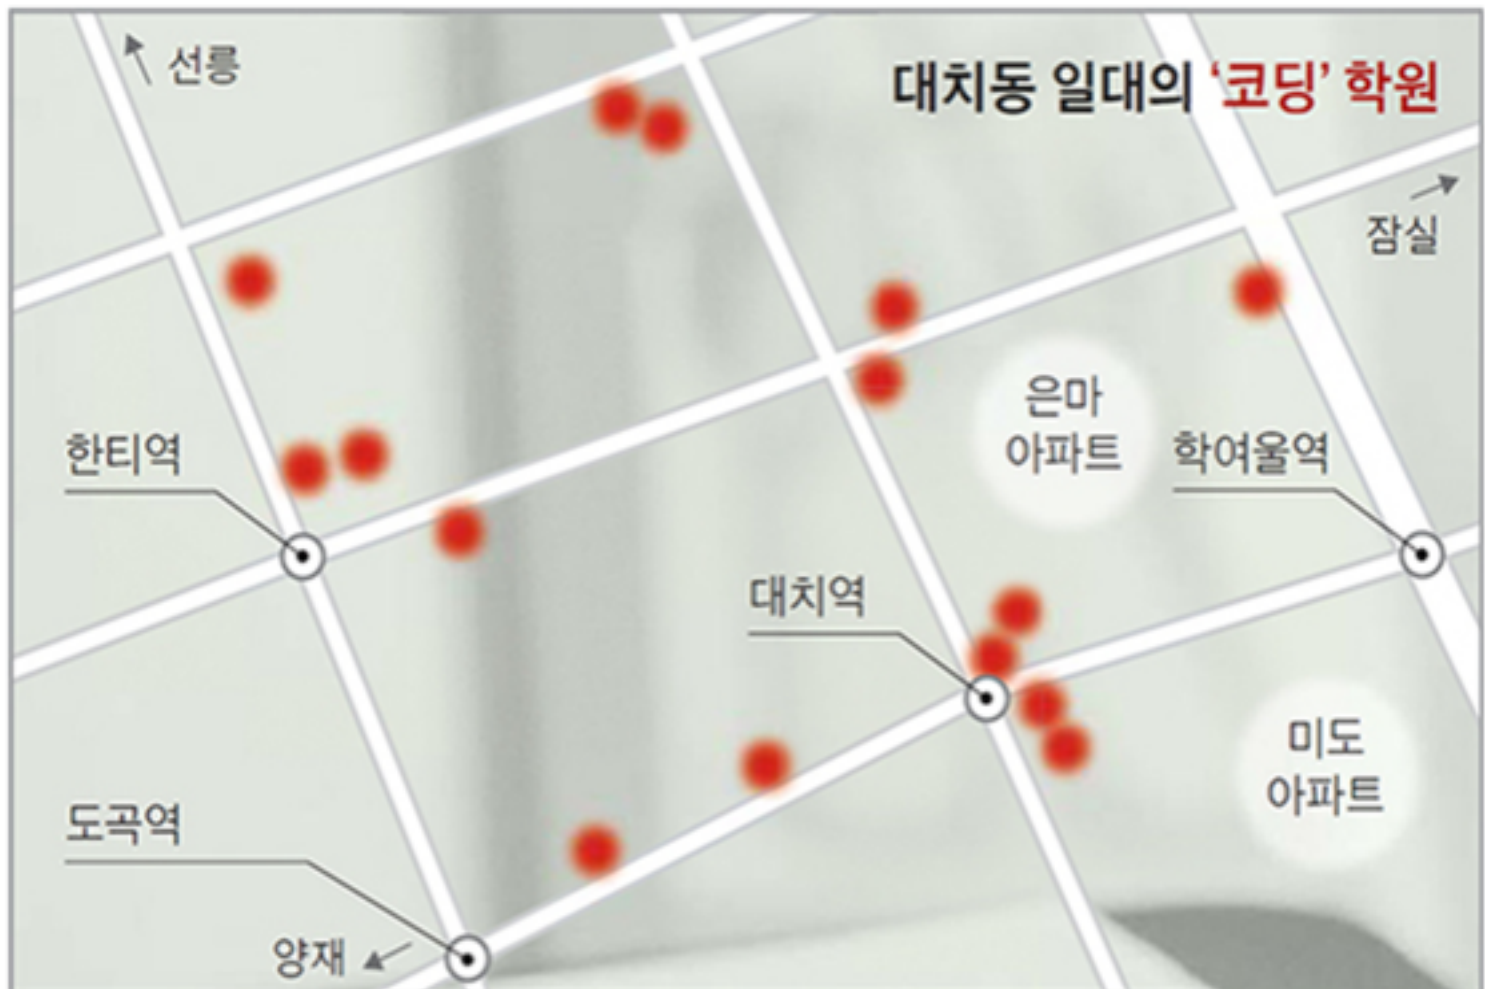 선릉
대치동 일대의 ‘코딩’ 학원
잠실
은마
아파트
한티역
학여울역
대치역
미도
아파트
도곡역
양재